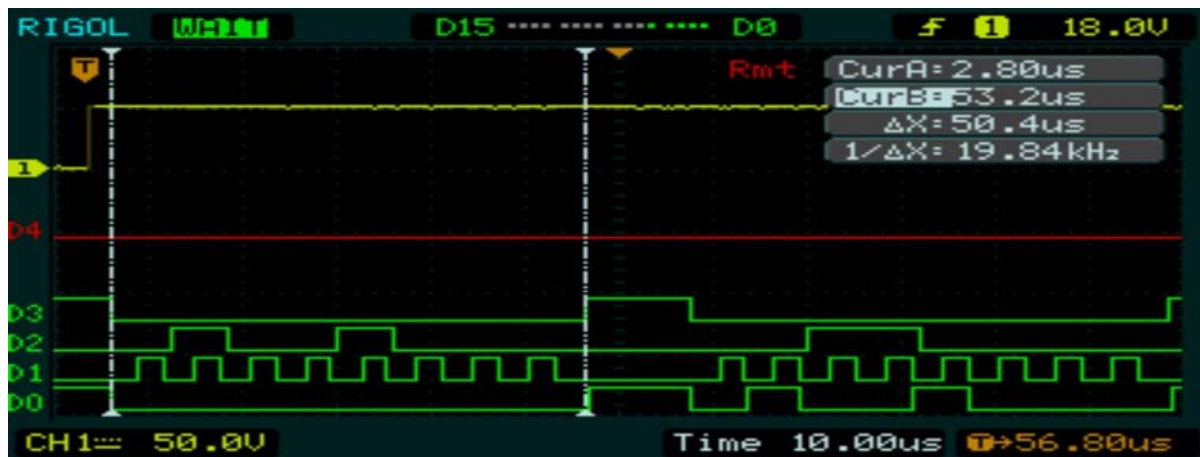 RIGOL WAIT D15 D0 1 18.0V
T Rmt CurA=2.80us
CurB=53.2us
ΔX=50.4us
1/ΔX=19.84kHz
1
D4
D3
D2
D1
D0
CH1 50.0V Time 10.00us T→56.80us